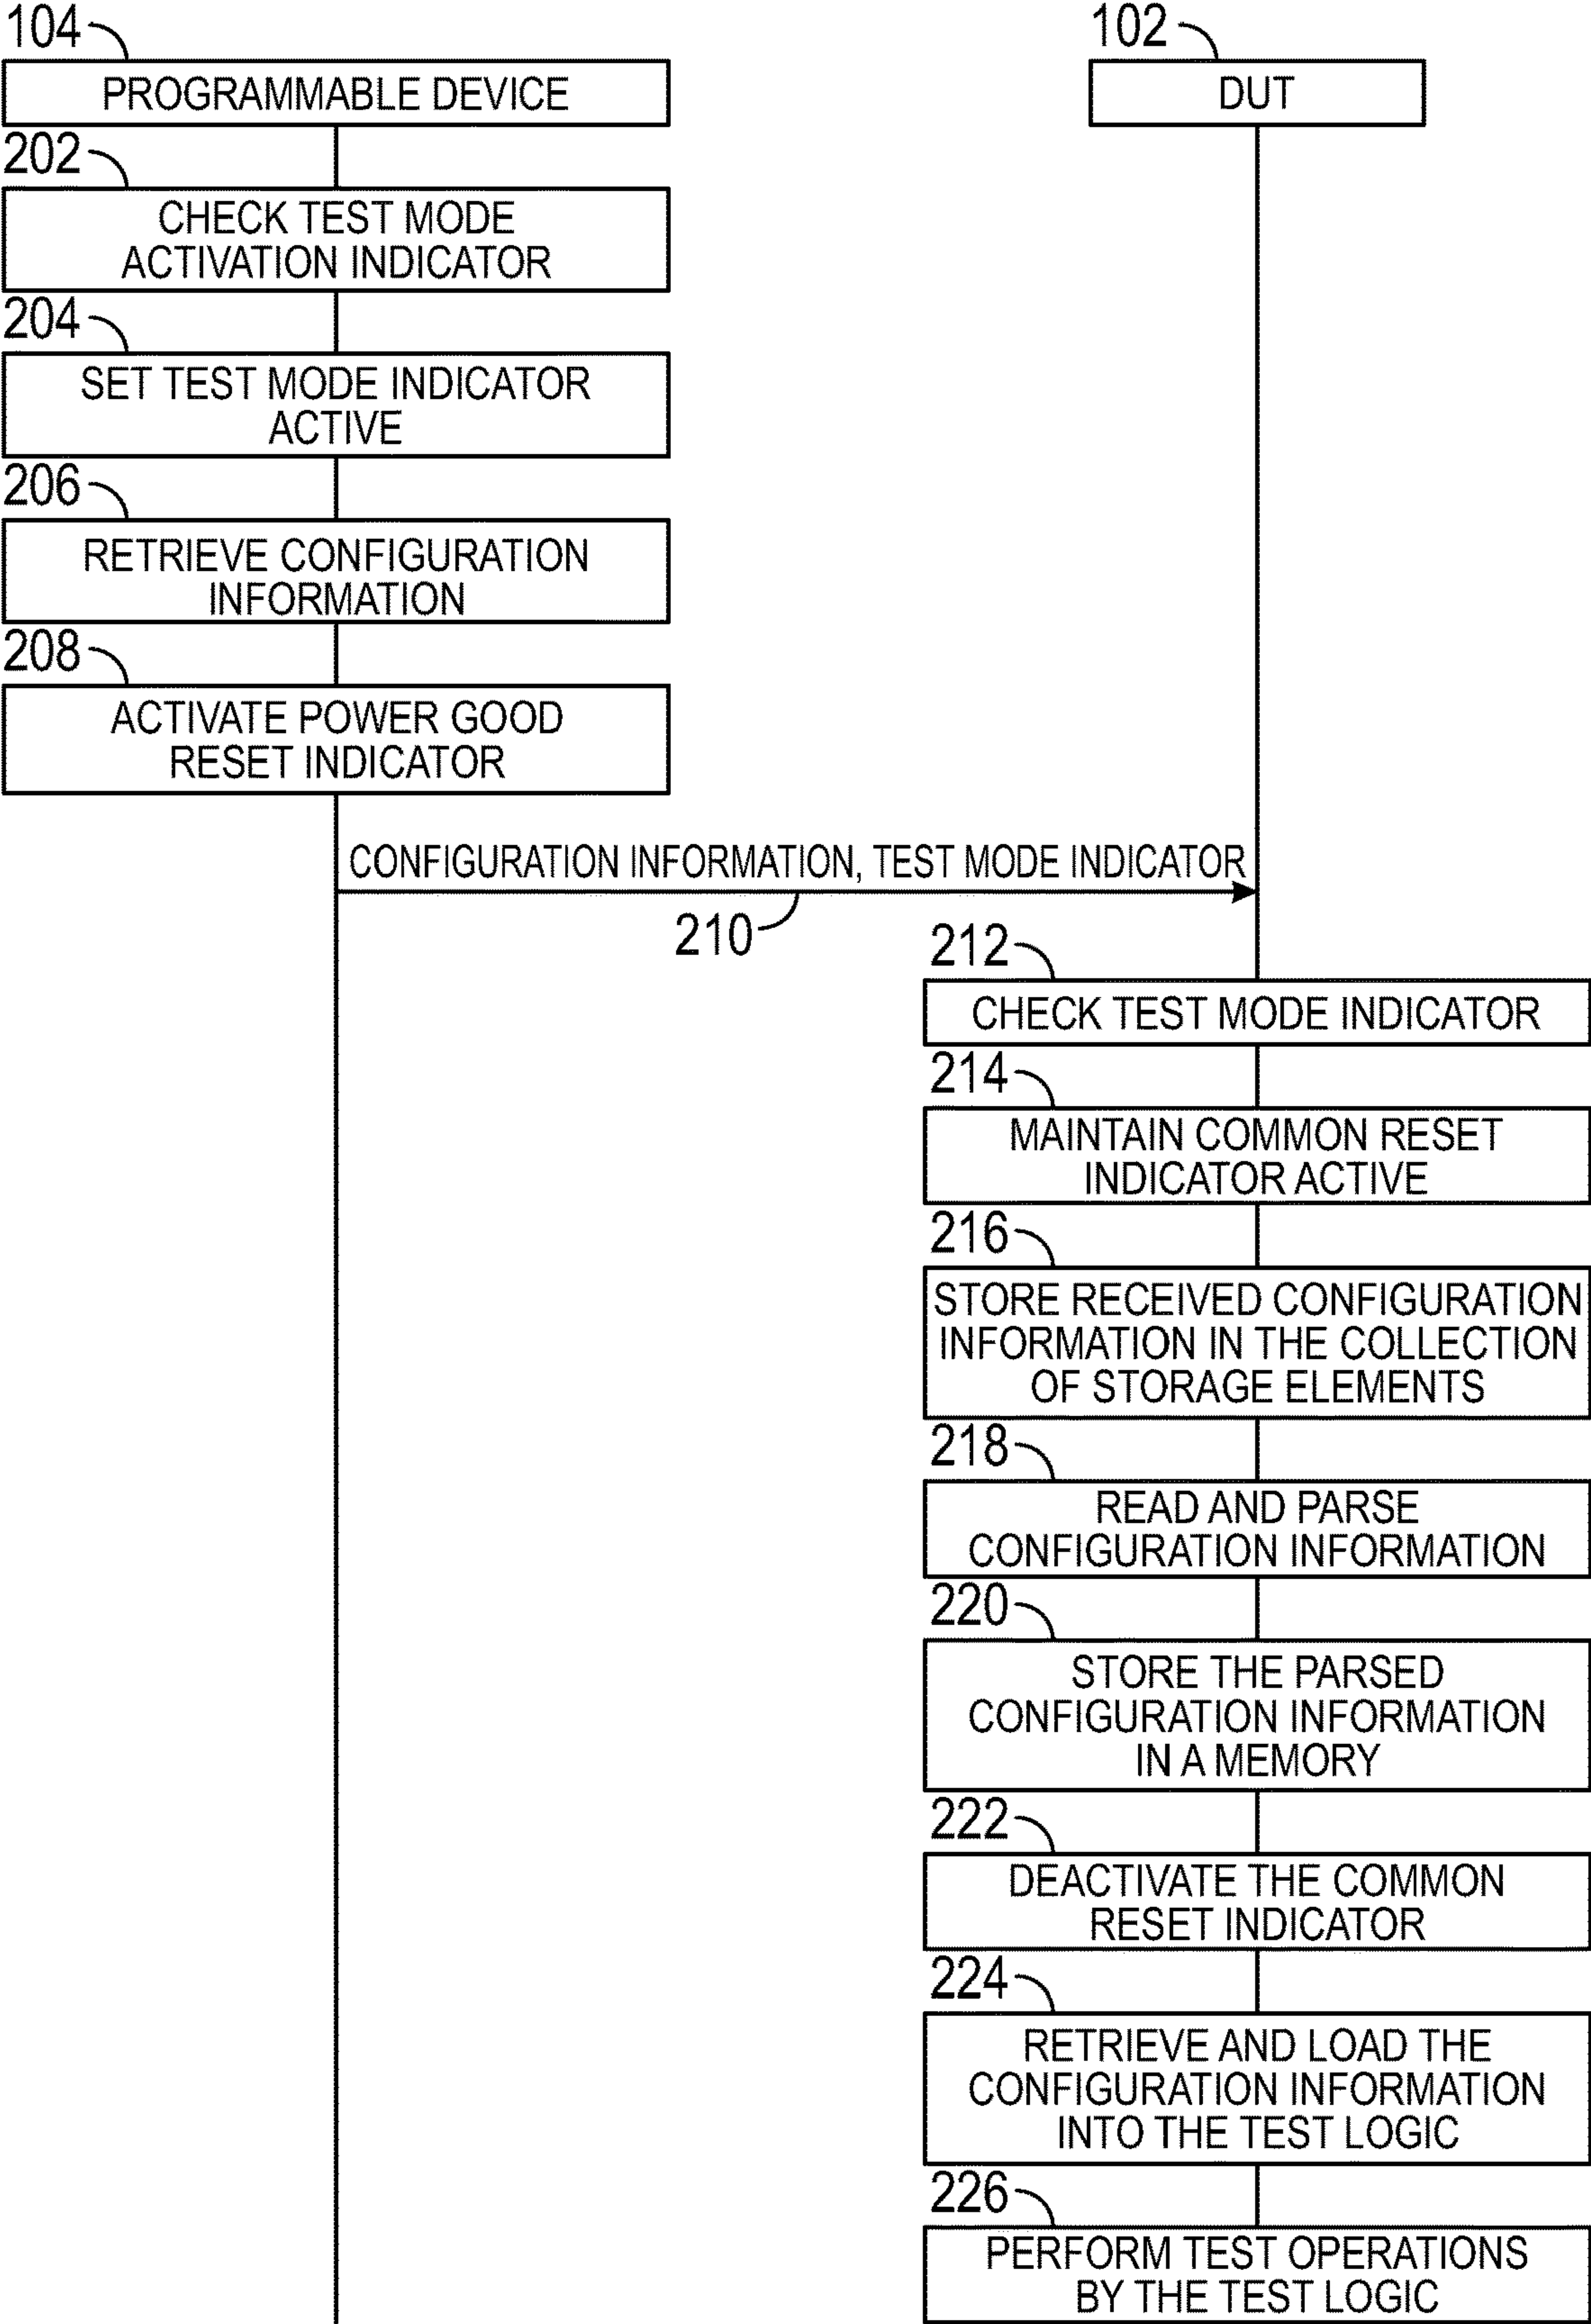 104
PROGRAMMABLE DEVICE
102
DUT
202
CHECK TEST MODE
ACTIVATION INDICATOR
204
SET TEST MODE INDICATOR
ACTIVE
206
RETRIEVE CONFIGURATION
INFORMATION
208
ACTIVATE POWER GOOD
RESET INDICATOR
CONFIGURATION INFORMATION, TEST MODE INDICATOR
210
212
CHECK TEST MODE INDICATOR
214
MAINTAIN COMMON RESET
INDICATOR ACTIVE
216
STORE RECEIVED CONFIGURATION
INFORMATION IN THE COLLECTION
OF STORAGE ELEMENTS
218
READ AND PARSE
CONFIGURATION INFORMATION
220
STORE THE PARSED
CONFIGURATION INFORMATION
IN A MEMORY
222
DEACTIVATE THE COMMON
RESET INDICATOR
224
RETRIEVE AND LOAD THE
CONFIGURATION INFORMATION
INTO THE TEST LOGIC
226
PERFORM TEST OPERATIONS
BY THE TEST LOGIC